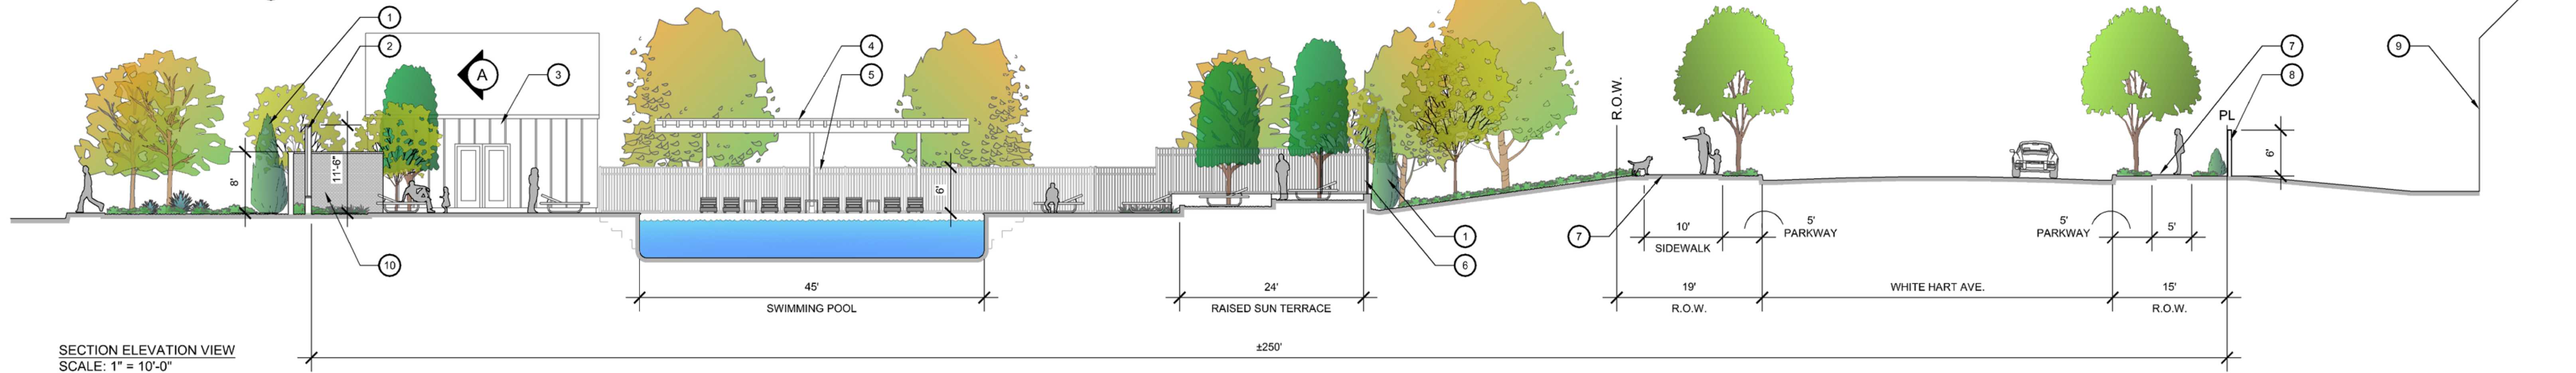 1
2
A
3
4
5
8'
11'-6"
6'
10
1
6
7
R.O.W.
7
8
9
PL
6'
10'
SIDEWALK
5'
PARKWAY
5'
PARKWAY
5'
45'
SWIMMING POOL
24'
RAISED SUN TERRACE
19'
R.O.W.
WHITE HART AVE.
15'
R.O.W.
±250'
SECTION ELEVATION VIEW
SCALE: 1" = 10'-0"